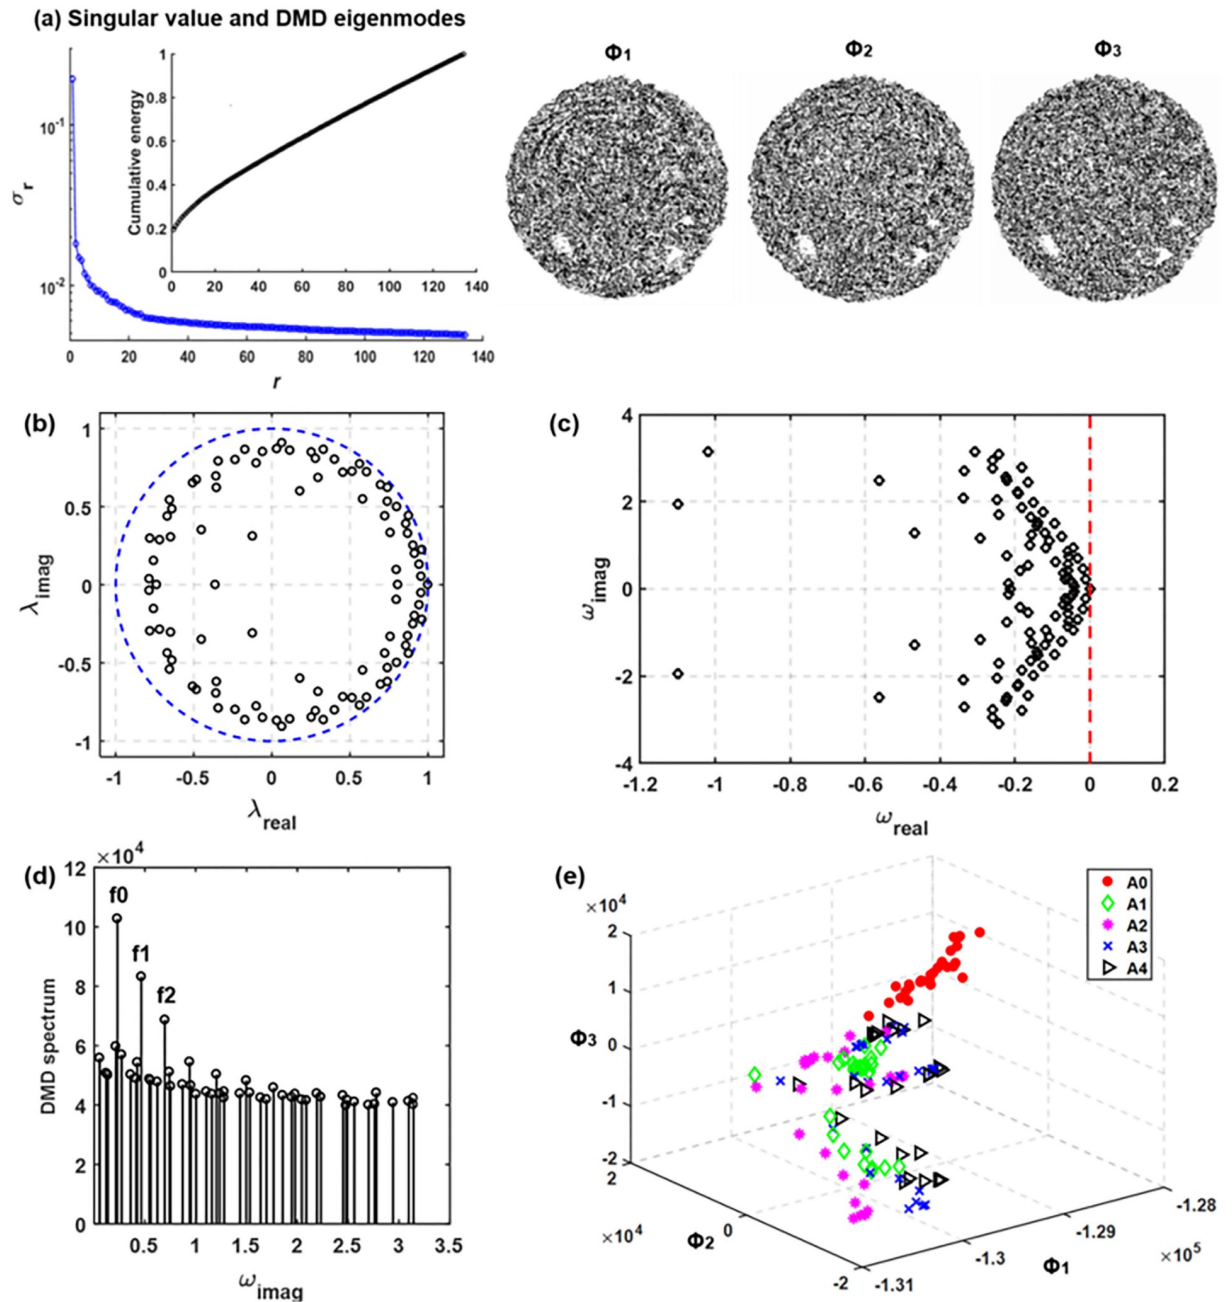 (a) Singular value and DMD eigenmodes
Φ1
Φ2
Φ3
10^-1
10^-2
σ_r
0 20 40 60 80 100 120 140
r
1
0.8
0.6
0.4
0.2
0
Cumulative energy
0 20 40 60 80 100 120 140
(b)
1
0.5
0
-0.5
-1
λ_imag
-1 -0.5 0 0.5 1
λ_real
(c)
4
2
0
-2
-4
ω_imag
-1.2 -1 -0.8 -0.6 -0.4 -0.2 0 0.2
ω_real
(d)
×10^4
12
10
8
6
4
2
0
DMD spectrum
f0
f1
f2
0.5 1 1.5 2 2.5 3 3.5
ω_imag
(e)
A0
A1
A2
A3
A4
×10^4
2
1
0
-1
-2
Φ3
2
0
-2
×10^4
Φ2
-1.31
-1.3
-1.29
-1.28
×10^5
Φ1